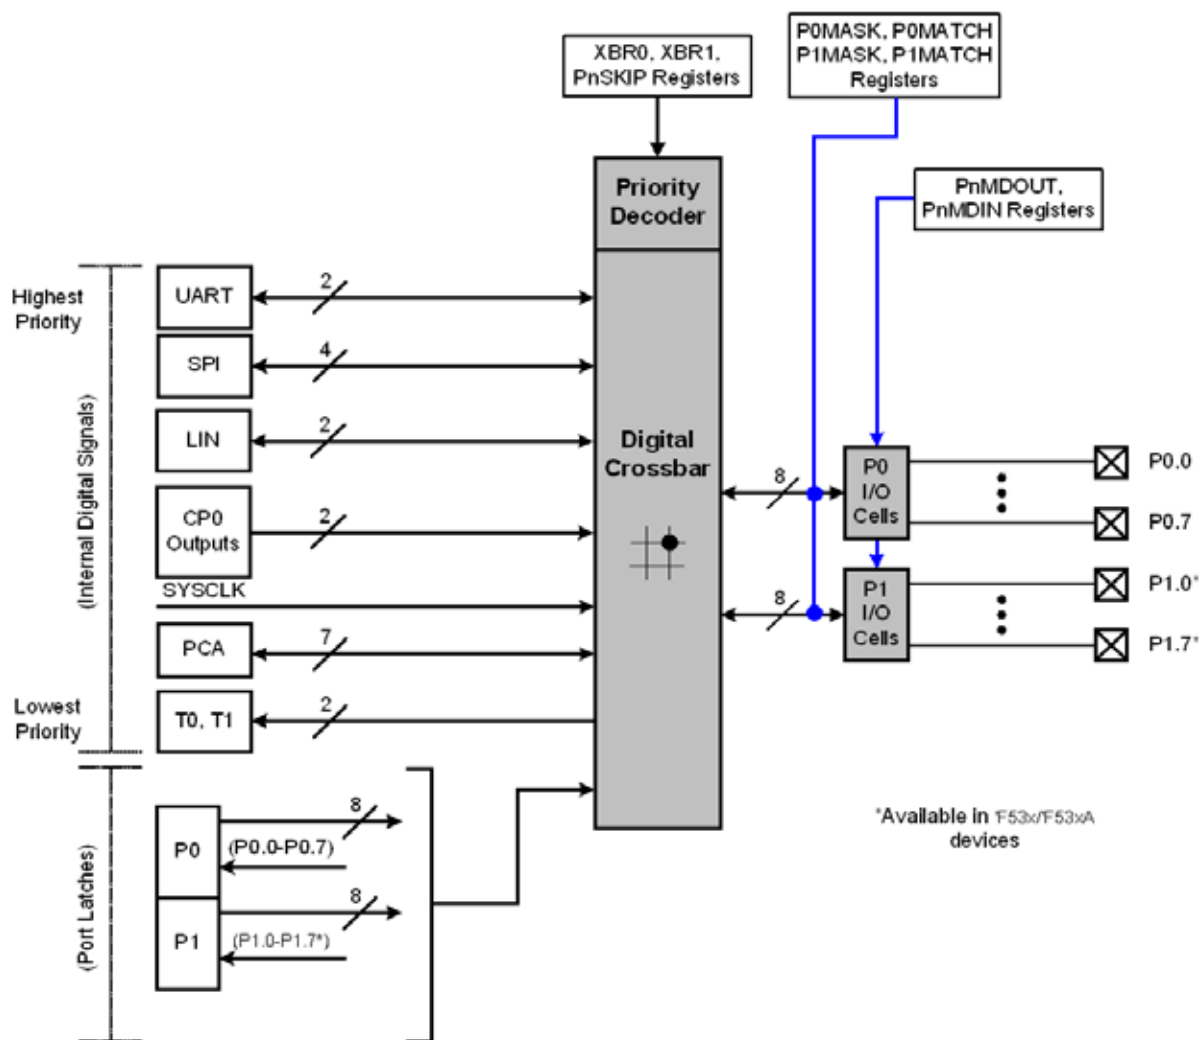 XBR0, XBR1,
PnSKIP Registers
P0MASK, P0MATCH
P1MASK, P1MATCH
Registers
PnMDOUT,
PnMDIN Registers
Priority
Decoder
Highest
Priority
(Internal Digital Signals)
Lowest
Priority
UART
2
SPI
4
LIN
2
CP0
Outputs
2
SYSCLK
PCA
7
T0, T1
2
Digital
Crossbar
8
8
P0
I/O
Cells
P1
I/O
Cells
P0.0
P0.7
P1.0*
P1.7*
(Port Latches)
P0
8
(P0.0-P0.7)
P1
8
(P1.0-P1.7*)
*Available in 'F53x/'F53xA
devices